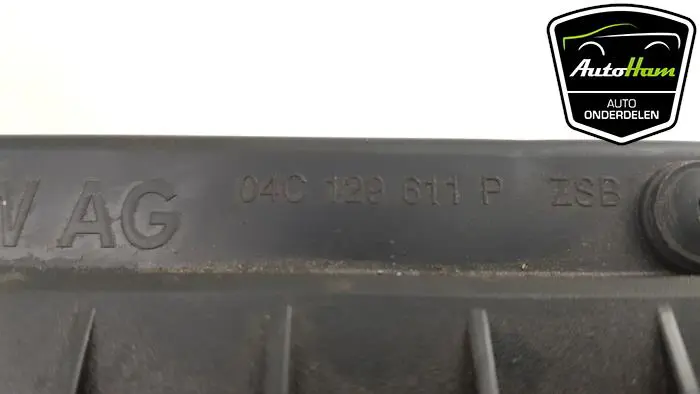 AutoHam
AUTO
ONDERDELEN
W AG 04C 129 611 P ZSB